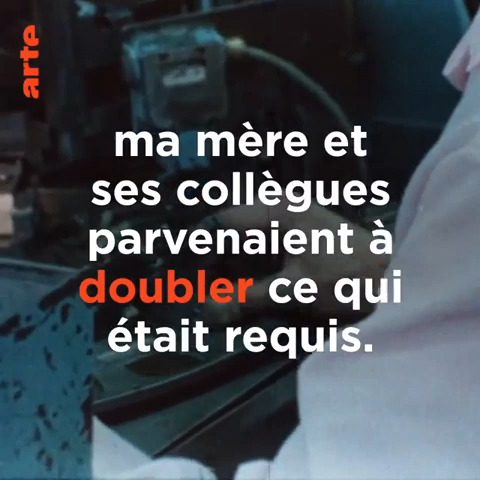 arte
ma mère et
ses collègues
parvenaient à
doubler ce qui
était requis.